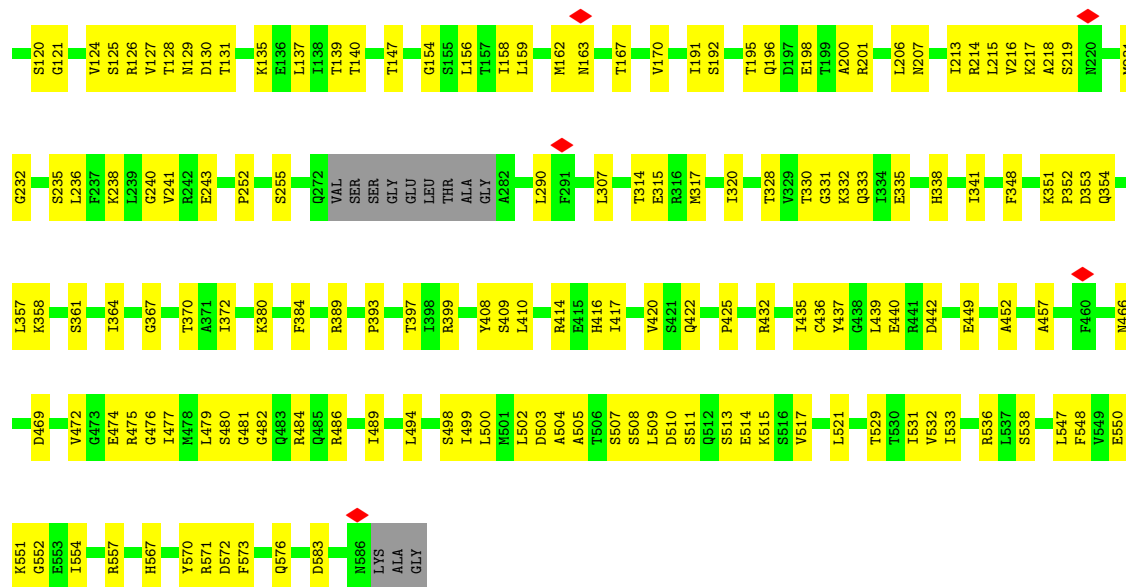 S120 G121 V124 S125 R126 V127 T128 N129 D130 T131 K135 E136 L137 I138 T139 T140 T147 G154 S155 L156 T157 I158 L159 M162 N163 T167 V170 I191 S192 T195 Q196 D197 E198 T199 A200 R201 L206 N207 I213 R214 L215 V216 K217 A218 S219 N220
G232 S235 L236 F237 K238 L239 G240 V241 R242 E243 P252 S255 Q272 VAL SER SER GLY GLU LEU THR ALA GLY A282 L290 F291 L307 T314 E315 R316 M317 I320 T328 V329 T330 G331 K332 Q333 I334 E335 H338 I341 F348 K351 P352 D353 Q354
L357 K358 S361 I364 G367 T370 A371 I372 K380 F384 R389 P393 T397 I398 R399 Y408 S409 L410 R414 E415 H416 I417 V420 S421 Q422 P425 R432 I435 C436 Y437 G438 L439 E440 R441 D442 E449 A452 A457 F460 N466
D469 V472 G473 E474 R475 G476 I477 M478 L479 S480 G481 G482 Q483 R484 Q485 R486 I489 L494 S498 I499 L500 M501 L502 D503 A504 A505 T506 S507 S508 L509 D510 S511 Q512 S513 E514 K515 S516 V517 L521 T529 T530 I531 V532 I533 R536 L537 S538 L547 F548 V549 E550
K551 G552 E553 I554 R557 H567 Y570 R571 D572 F573 Q576 D583 N586 LYS ALA GLY